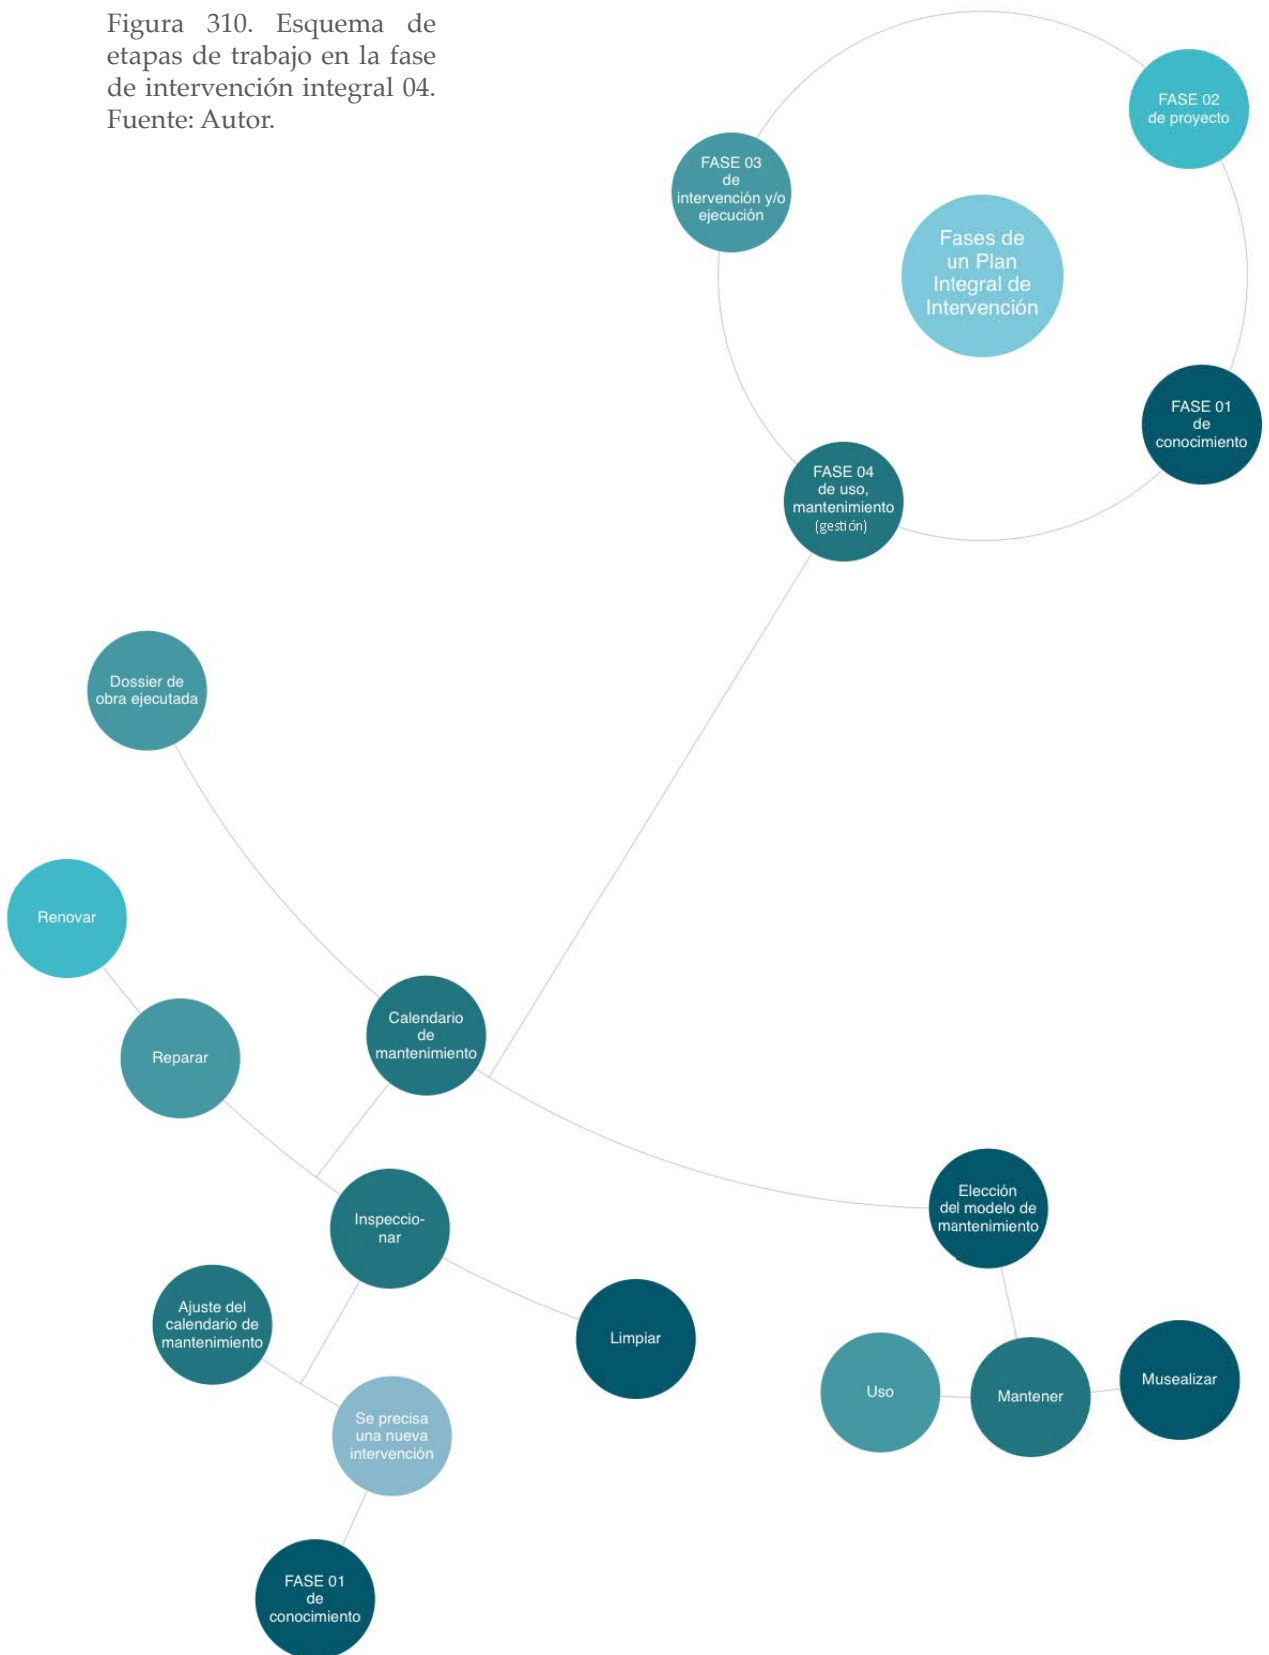 Figura 310. Esquema de
etapas de trabajo en la fase
de intervención integral 04.
Fuente: Autor.
FASE 02
de proyecto
FASE 03
de
intervención y/o
ejecución
Fases de
un Plan
Integral de
Intervención
FASE 01
de
conocimiento
FASE 04
de uso,
mantenimiento
(gestión)
Dossier de
obra ejecutada
Renovar
Calendario
de
mantenimiento
Reparar
Elección
del modelo de
mantenimiento
Inspeccio-
nar
Ajuste del
calendario de
mantenimiento
Limpiar
Uso
Mantener
Musealizar
Se precisa
una nueva
intervención
FASE 01
de
conocimiento